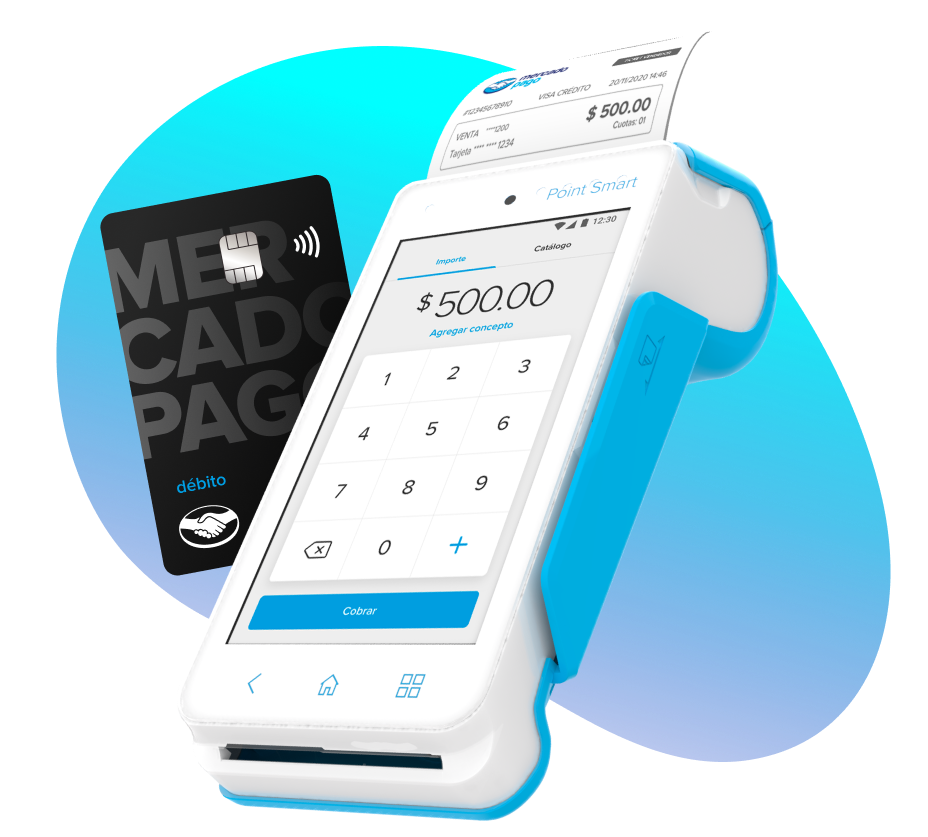 mercado
pago
#12345678910 VISA CREDITO 20/11/2020 14:46
VENTA ****1200 $ 500.00
Tarjeta **** **** 1234 Cuotas: 01
Point Smart
12:30
Importe Catálogo
$ 500.00
Agregar concepto
1 2 3
4 5 6
7 8 9
0 +
Cobrar
MER
CADO
PAGO
débito